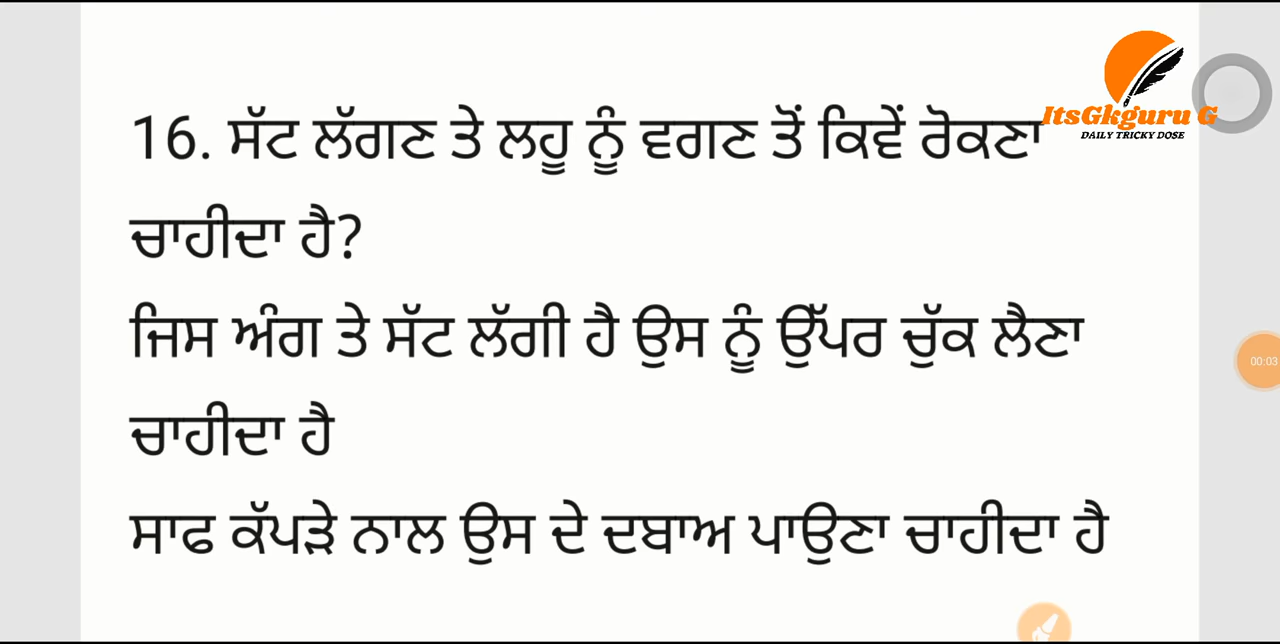 ItsGkguru G
DAILY TRICKY DOSE
16. ਸੱਟ ਲੱਗਣ ਤੇ ਲਹੂ ਨੂੰ ਵਗਣ ਤੋਂ ਕਿਵੇਂ ਰੋਕਣਾ
ਚਾਹੀਦਾ ਹੈ?
ਜਿਸ ਅੰਗ ਤੇ ਸੱਟ ਲੱਗੀ ਹੈ ਉਸ ਨੂੰ ਉੱਪਰ ਚੁੱਕ ਲੈਣਾ
ਚਾਹੀਦਾ ਹੈ
ਸਾਫ ਕੱਪੜੇ ਨਾਲ ਉਸ ਦੇ ਦਬਾਅ ਪਾਉਣਾ ਚਾਹੀਦਾ ਹੈ
00:03